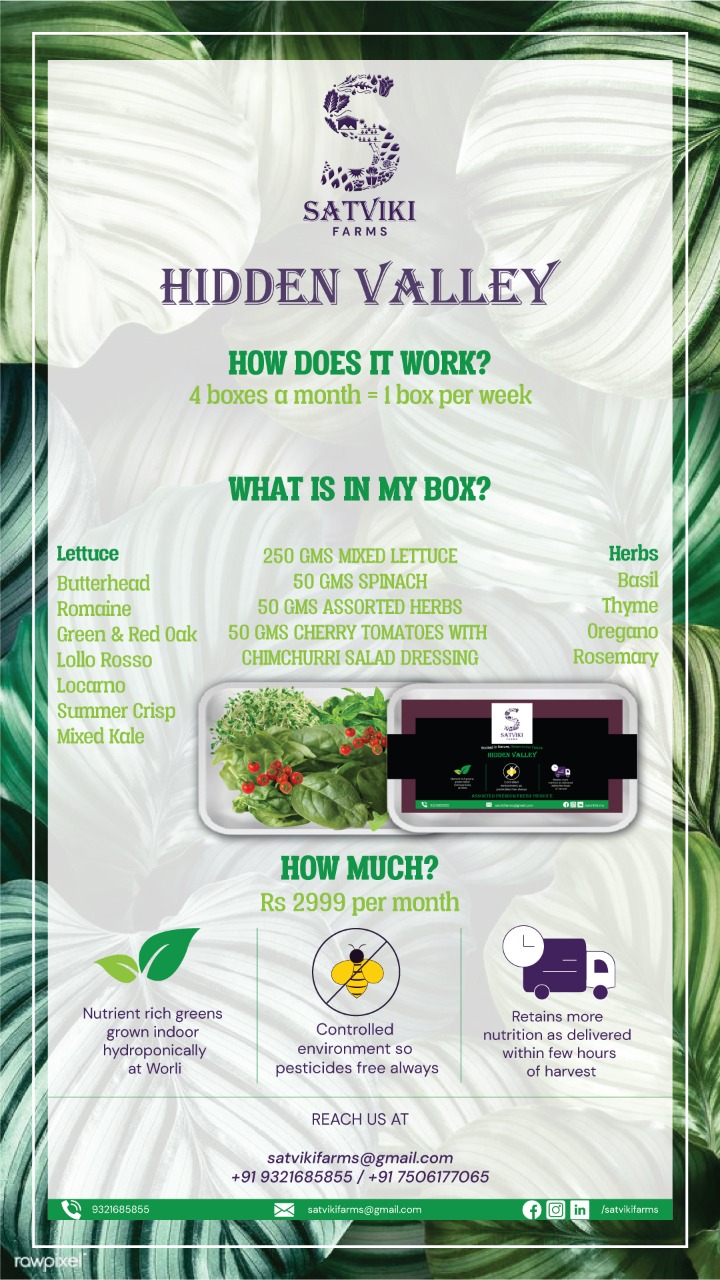 SATVIKI
FARMS
HIDDEN VALLEY
HOW DOES IT WORK?
4 boxes a month = 1 box per week
WHAT IS IN MY BOX?
Lettuce
Butterhead
Romaine
Green & Red Oak
Lollo Rosso
Locarno
Summer Crisp
Mixed Kale
250 GMS MIXED LETTUCE
50 GMS SPINACH
50 GMS ASSORTED HERBS
50 GMS CHERRY TOMATOES WITH
CHIMCHURRI SALAD DRESSING
Herbs
Basil
Thyme
Oregano
Rosemary
SATVIKI
FARMS
HIDDEN VALLEY
HOW MUCH?
Rs 2999 per month
Nutrient rich greens
grown indoor
hydroponically
at Worli
Controlled
environment so
pesticides free always
Retains more
nutrition as delivered
within few hours
of harvest
REACH US AT
satvikifarms@gmail.com
+91 9321685855 / +91 7506177065
9321685855
satvikifarms@gmail.com
/satvikifarms
rawpixel